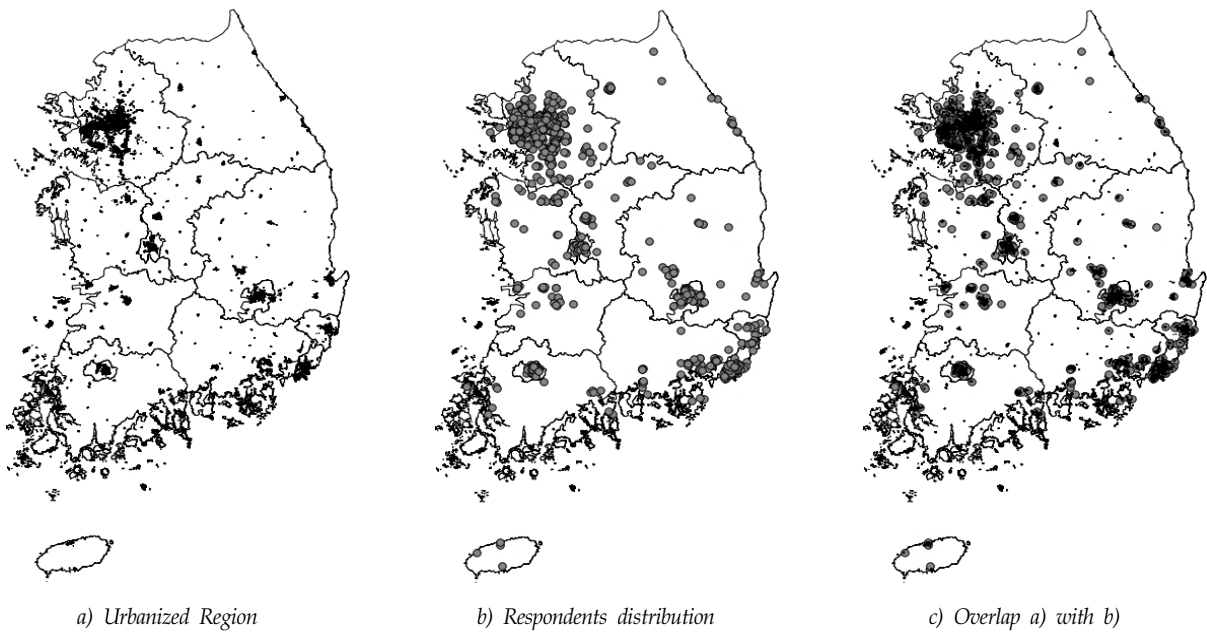 a) Urbanized Region
b) Respondents distribution
c) Overlap a) with b)